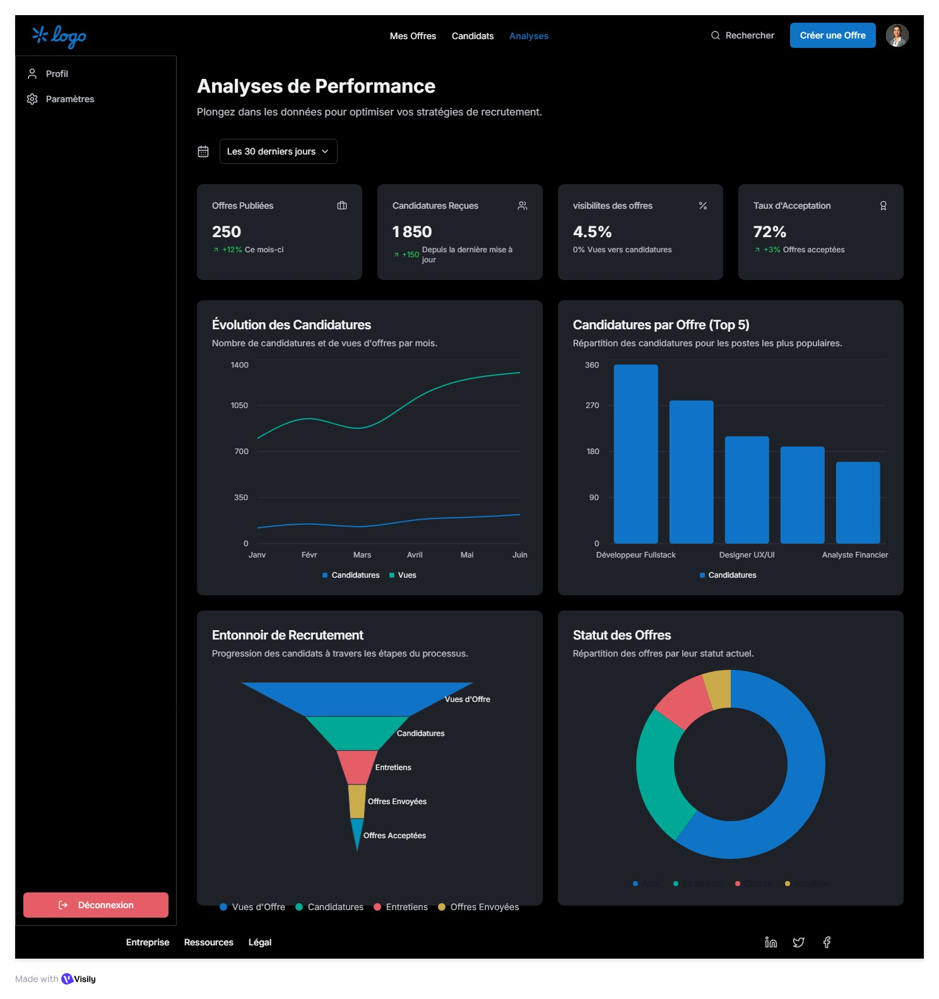 logo
Mes Offres Candidats Analyses
Rechercher
Créer une Offre
Profil
Paramètres
Analyses de Performance
Plongez dans les données pour optimiser vos stratégies de recrutement.
Les 30 derniers jours
Offres Publiées
250
+12% Ce mois-ci
Candidatures Reçues
1 850
+150 Depuis la dernière mise à
jour
visibilites des offres
4.5%
0% Vues vers candidatures
Taux d'Acceptation
72%
+3% Offres acceptées
Évolution des Candidatures
Nombre de candidatures et de vues d'offres par mois.
1400
1050
700
350
0
Janv Févr Mars Avril Mai Juin
Candidatures Vues
Candidatures par Offre (Top 5)
Répartition des candidatures pour les postes les plus populaires.
360
270
180
90
0
Développeur Fullstack Designer UX/UI Analyste Financier
Candidatures
Entonnoir de Recrutement
Progression des candidats à travers les étapes du processus.
Vues d'Offre
Candidatures
Entretiens
Offres Envoyées
Offres Acceptées
Vues d'Offre Candidatures Entretiens Offres Envoyées
Statut des Offres
Répartition des offres par leur statut actuel.
Actif En attente Clôturé Brouillon
Déconnexion
Entreprise Ressources Légal
Made with Visily